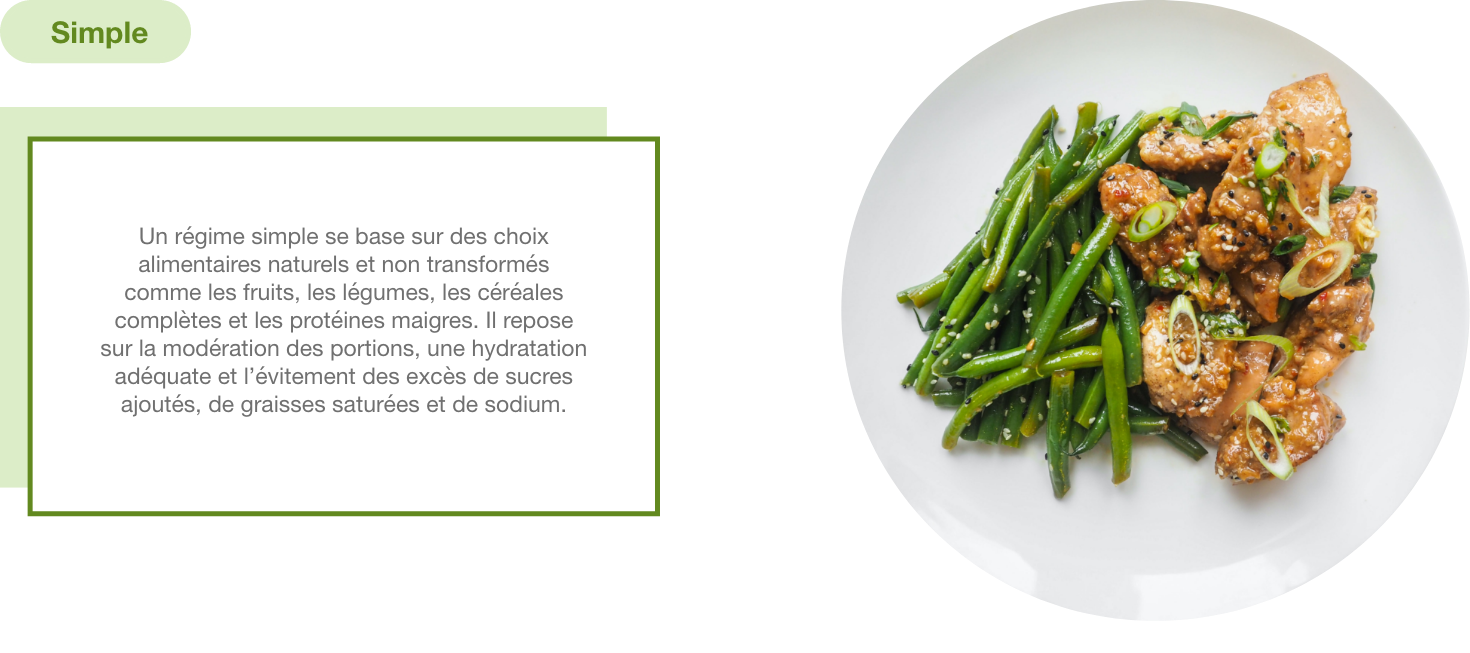 Simple
Un régime simple se base sur des choix
alimentaires naturels et non transformés
comme les fruits, les légumes, les céréales
complètes et les protéines maigres. Il repose
sur la modération des portions, une hydratation
adéquate et l’évitement des excès de sucres
ajoutés, de graisses saturées et de sodium.